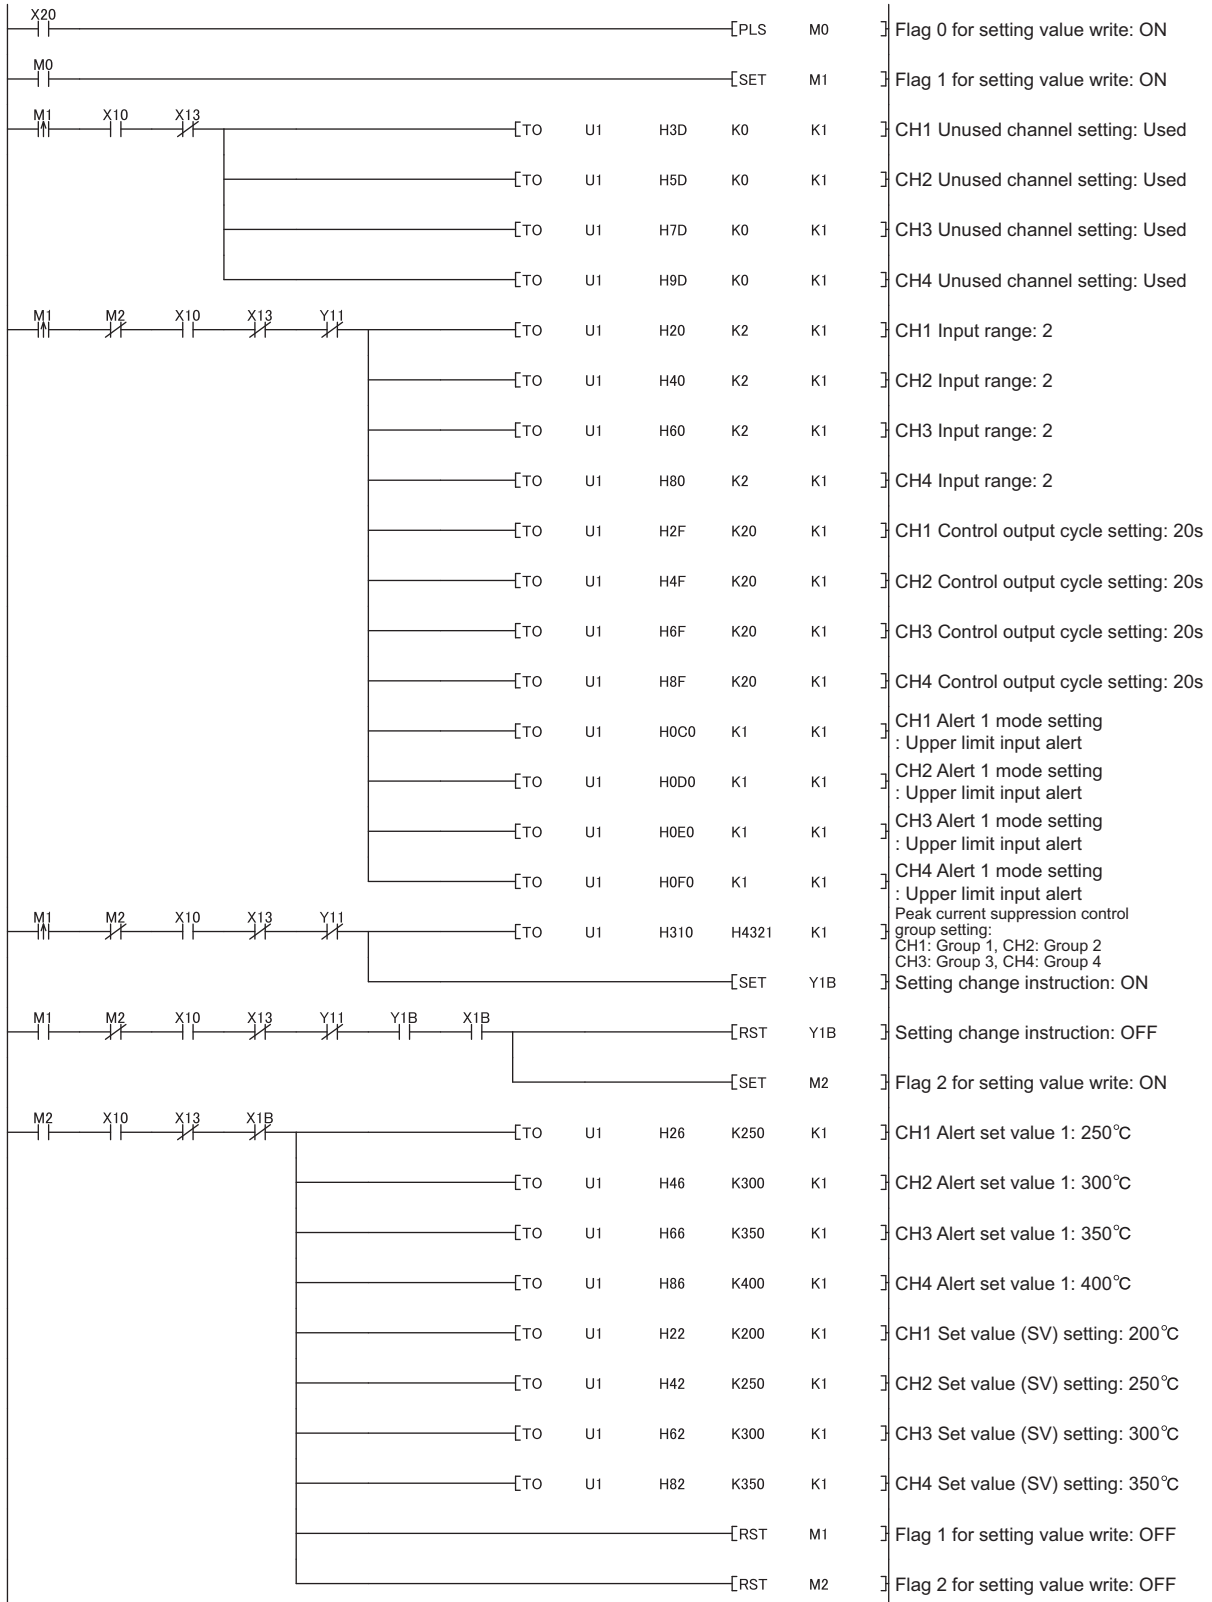 X20
[PLS M0 ] Flag 0 for setting value write: ON
M0
[SET M1 ] Flag 1 for setting value write: ON
M1 X10 X13
[TO U1 H3D K0 K1 ] CH1 Unused channel setting: Used
[TO U1 H5D K0 K1 ] CH2 Unused channel setting: Used
[TO U1 H7D K0 K1 ] CH3 Unused channel setting: Used
[TO U1 H9D K0 K1 ] CH4 Unused channel setting: Used
M1 M2 X10 X13 Y11
[TO U1 H20 K2 K1 ] CH1 Input range: 2
[TO U1 H40 K2 K1 ] CH2 Input range: 2
[TO U1 H60 K2 K1 ] CH3 Input range: 2
[TO U1 H80 K2 K1 ] CH4 Input range: 2
[TO U1 H2F K20 K1 ] CH1 Control output cycle setting: 20s
[TO U1 H4F K20 K1 ] CH2 Control output cycle setting: 20s
[TO U1 H6F K20 K1 ] CH3 Control output cycle setting: 20s
[TO U1 H8F K20 K1 ] CH4 Control output cycle setting: 20s
[TO U1 H0C0 K1 K1 ] CH1 Alert 1 mode setting
: Upper limit input alert
[TO U1 H0D0 K1 K1 ] CH2 Alert 1 mode setting
: Upper limit input alert
[TO U1 H0E0 K1 K1 ] CH3 Alert 1 mode setting
: Upper limit input alert
[TO U1 H0F0 K1 K1 ] CH4 Alert 1 mode setting
: Upper limit input alert
M1 M2 X10 X13 Y11
[TO U1 H310 H4321 K1 ] Peak current suppression control
group setting:
CH1: Group 1, CH2: Group 2
CH3: Group 3, CH4: Group 4
[SET Y1B ] Setting change instruction: ON
M1 M2 X10 X13 Y11 Y1B X1B
[RST Y1B ] Setting change instruction: OFF
[SET M2 ] Flag 2 for setting value write: ON
M2 X10 X13 X1B
[TO U1 H26 K250 K1 ] CH1 Alert set value 1: 250°C
[TO U1 H46 K300 K1 ] CH2 Alert set value 1: 300°C
[TO U1 H66 K350 K1 ] CH3 Alert set value 1: 350°C
[TO U1 H86 K400 K1 ] CH4 Alert set value 1: 400°C
[TO U1 H22 K200 K1 ] CH1 Set value (SV) setting: 200°C
[TO U1 H42 K250 K1 ] CH2 Set value (SV) setting: 250°C
[TO U1 H62 K300 K1 ] CH3 Set value (SV) setting: 300°C
[TO U1 H82 K350 K1 ] CH4 Set value (SV) setting: 350°C
[RST M1 ] Flag 1 for setting value write: OFF
[RST M2 ] Flag 2 for setting value write: OFF